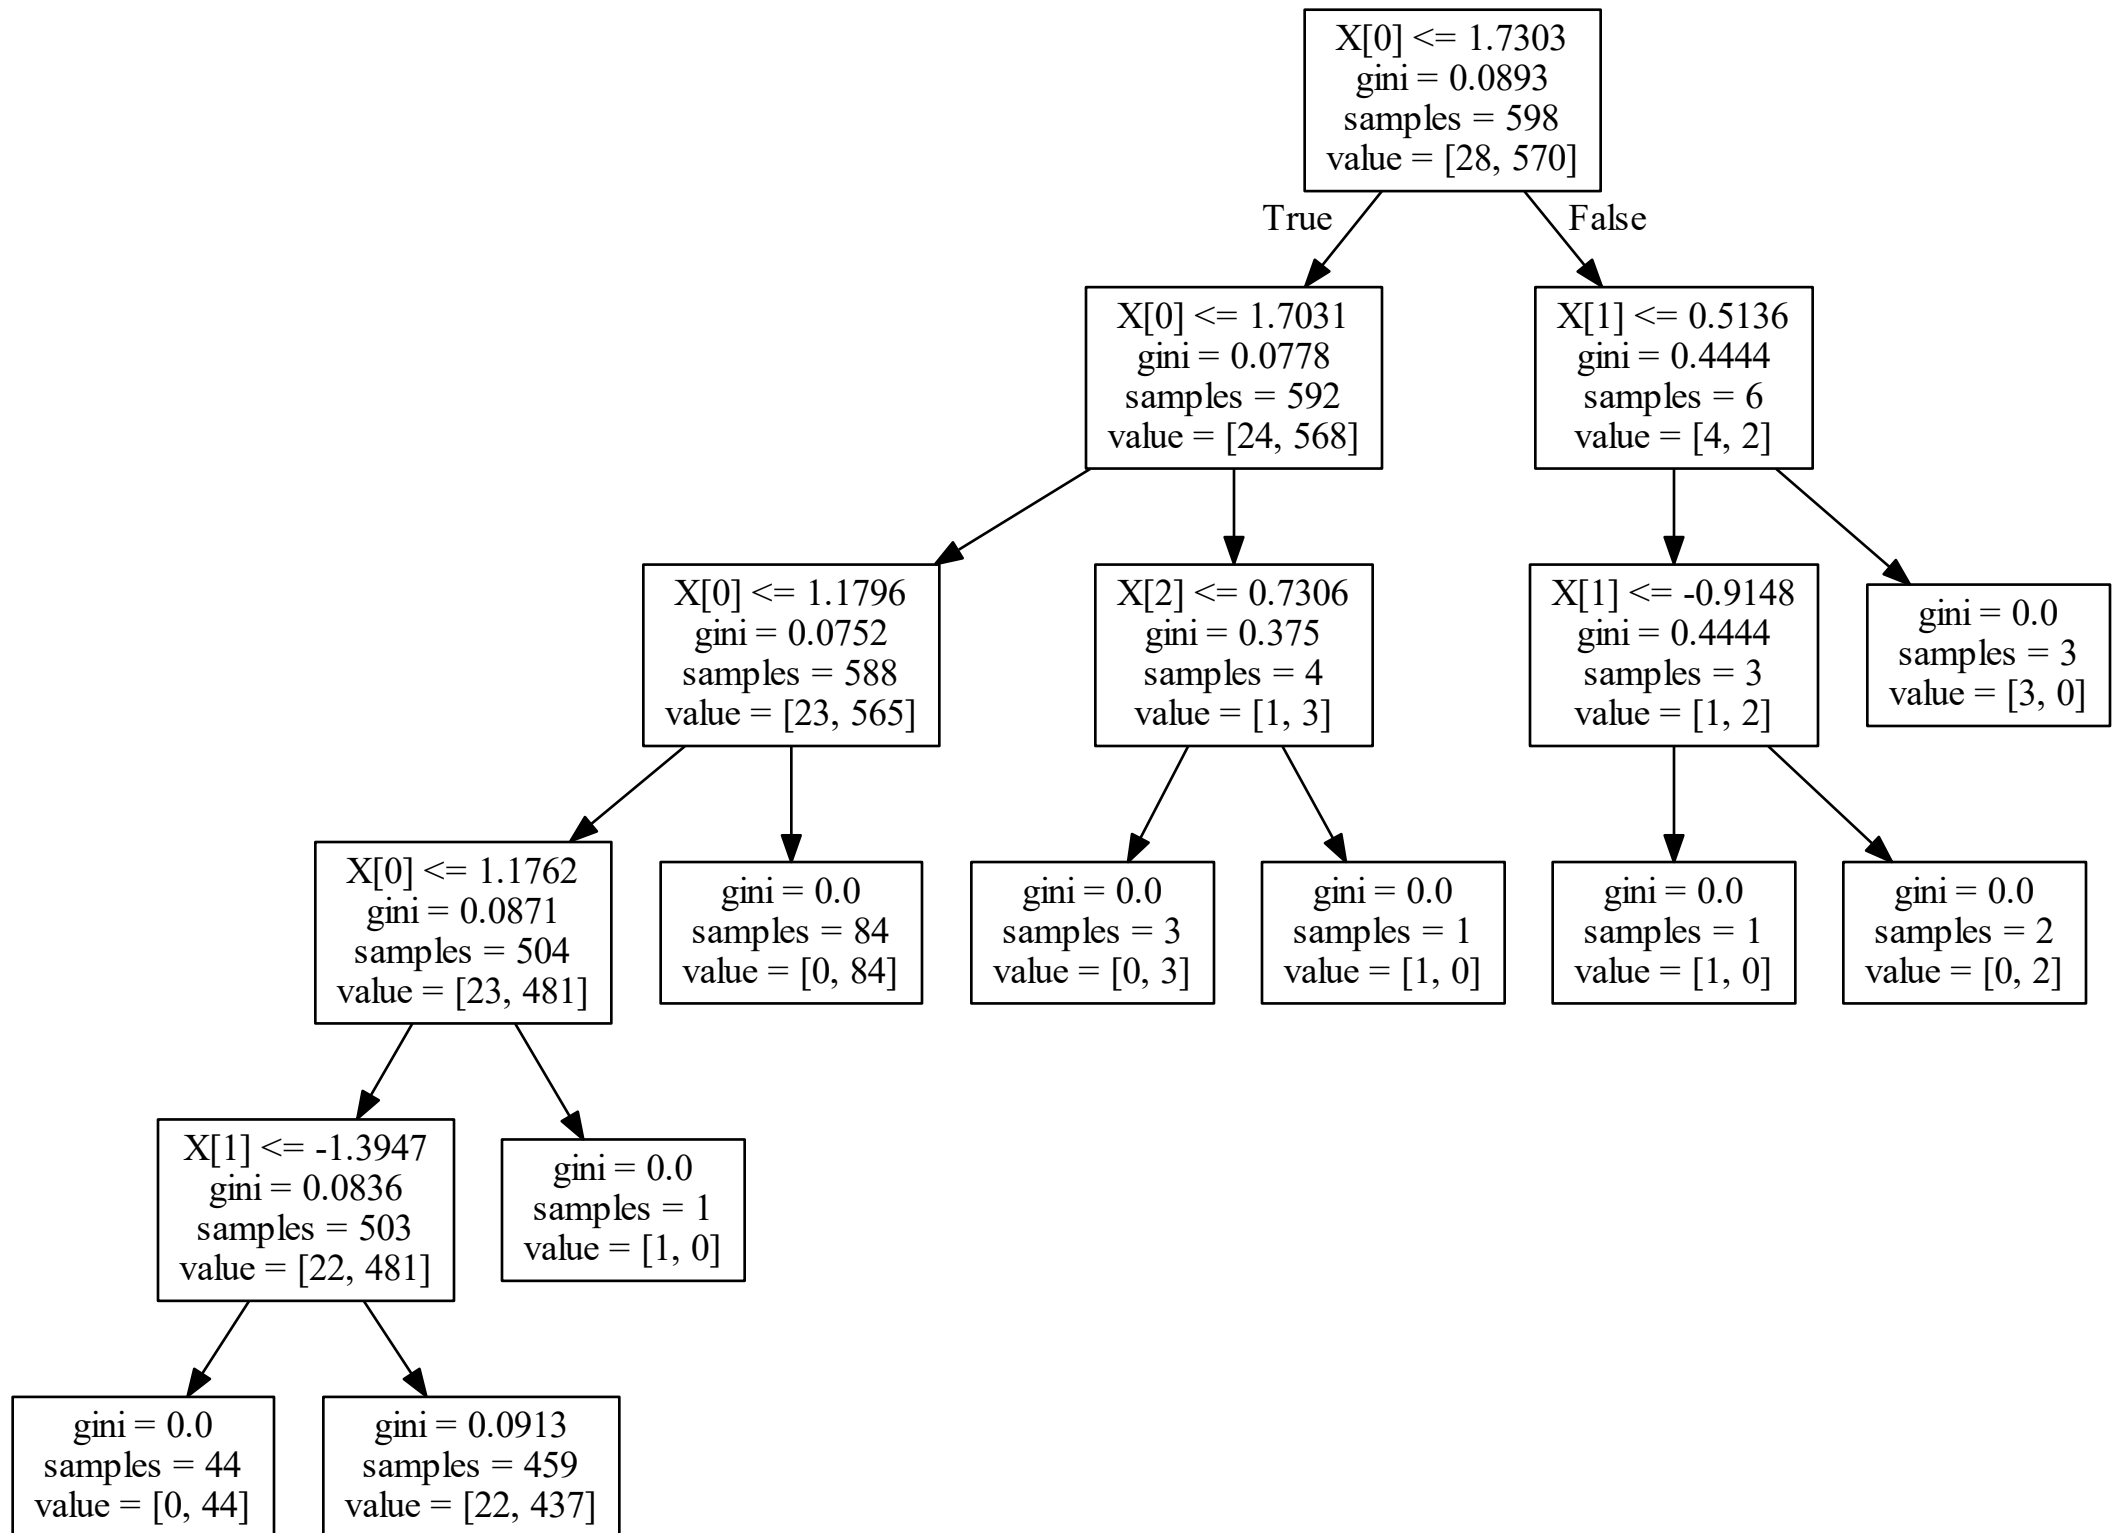 X[0] <= 1.7303
gini = 0.0893
samples = 598
value = [28, 570]
True
False
X[0] <= 1.7031
gini = 0.0778
samples = 592
value = [24, 568]
X[1] <= 0.5136
gini = 0.4444
samples = 6
value = [4, 2]
X[0] <= 1.1796
gini = 0.0752
samples = 588
value = [23, 565]
X[2] <= 0.7306
gini = 0.375
samples = 4
value = [1, 3]
X[1] <= -0.9148
gini = 0.4444
samples = 3
value = [1, 2]
gini = 0.0
samples = 3
value = [3, 0]
X[0] <= 1.1762
gini = 0.0871
samples = 504
value = [23, 481]
gini = 0.0
samples = 84
value = [0, 84]
gini = 0.0
samples = 3
value = [0, 3]
gini = 0.0
samples = 1
value = [1, 0]
gini = 0.0
samples = 1
value = [1, 0]
gini = 0.0
samples = 2
value = [0, 2]
X[1] <= -1.3947
gini = 0.0836
samples = 503
value = [22, 481]
gini = 0.0
samples = 1
value = [1, 0]
gini = 0.0
samples = 44
value = [0, 44]
gini = 0.0913
samples = 459
value = [22, 437]